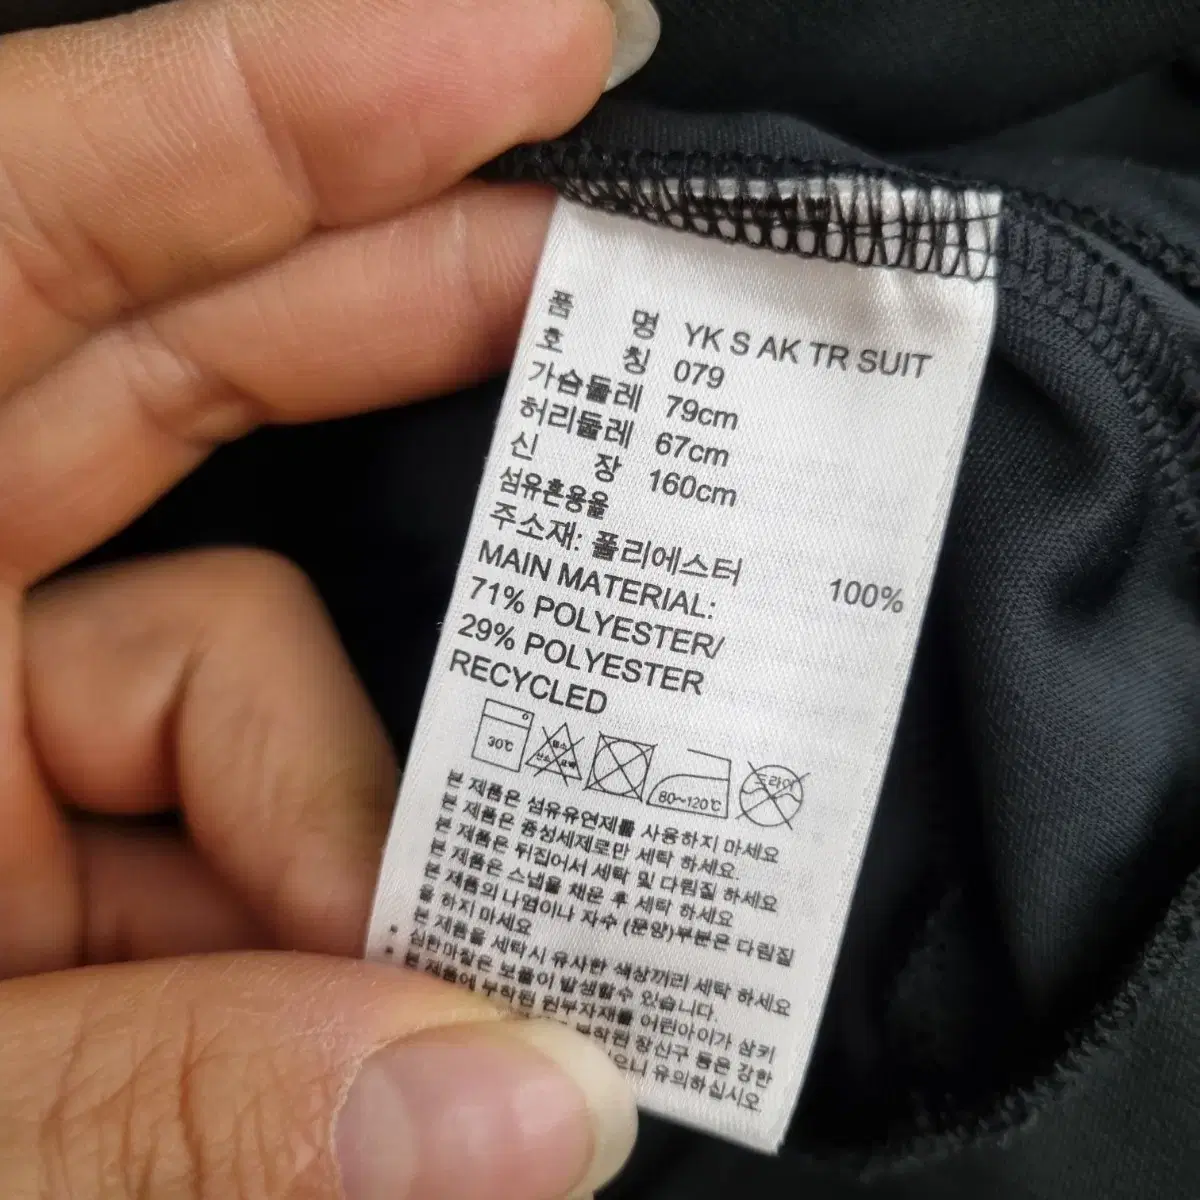 품 명 YK S AK TR SUIT
호 칭 079
가슴둘레 79cm
허리둘레 67cm
신 장 160cm
섬유혼용율
주소재: 폴리에스터 100%
MAIN MATERIAL:
71% POLYESTER/
29% POLYESTER
RECYCLED
30℃ 염소 산소 표백 80~120℃ 드라이
본 제품은 섬유유연제를 사용하지 마세요
본 제품은 중성세제로만 세탁 하세요
본 제품은 뒤집어서 세탁 및 다림질 하세요
본 제품은 스냅을 채운 후 세탁 하세요
본 제품의 나염이나 자수 (문양)부분은 다림질
을 하지 마세요
* 본 제품을 세탁시 유사한 색상끼리 세탁 하세요
* 심한마찰은 보풀이 발생할수 있습니다.
본 제품에 부착된 원부자재를 어린아이가 삼키
부착된 장신구 등은 강한
으니 유의하십시오